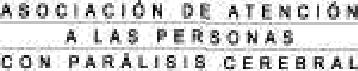 ASOCIACIÓN DE ATENCIÓN
A LAS PERSONAS
CON PARÁLISIS CEREBRAL